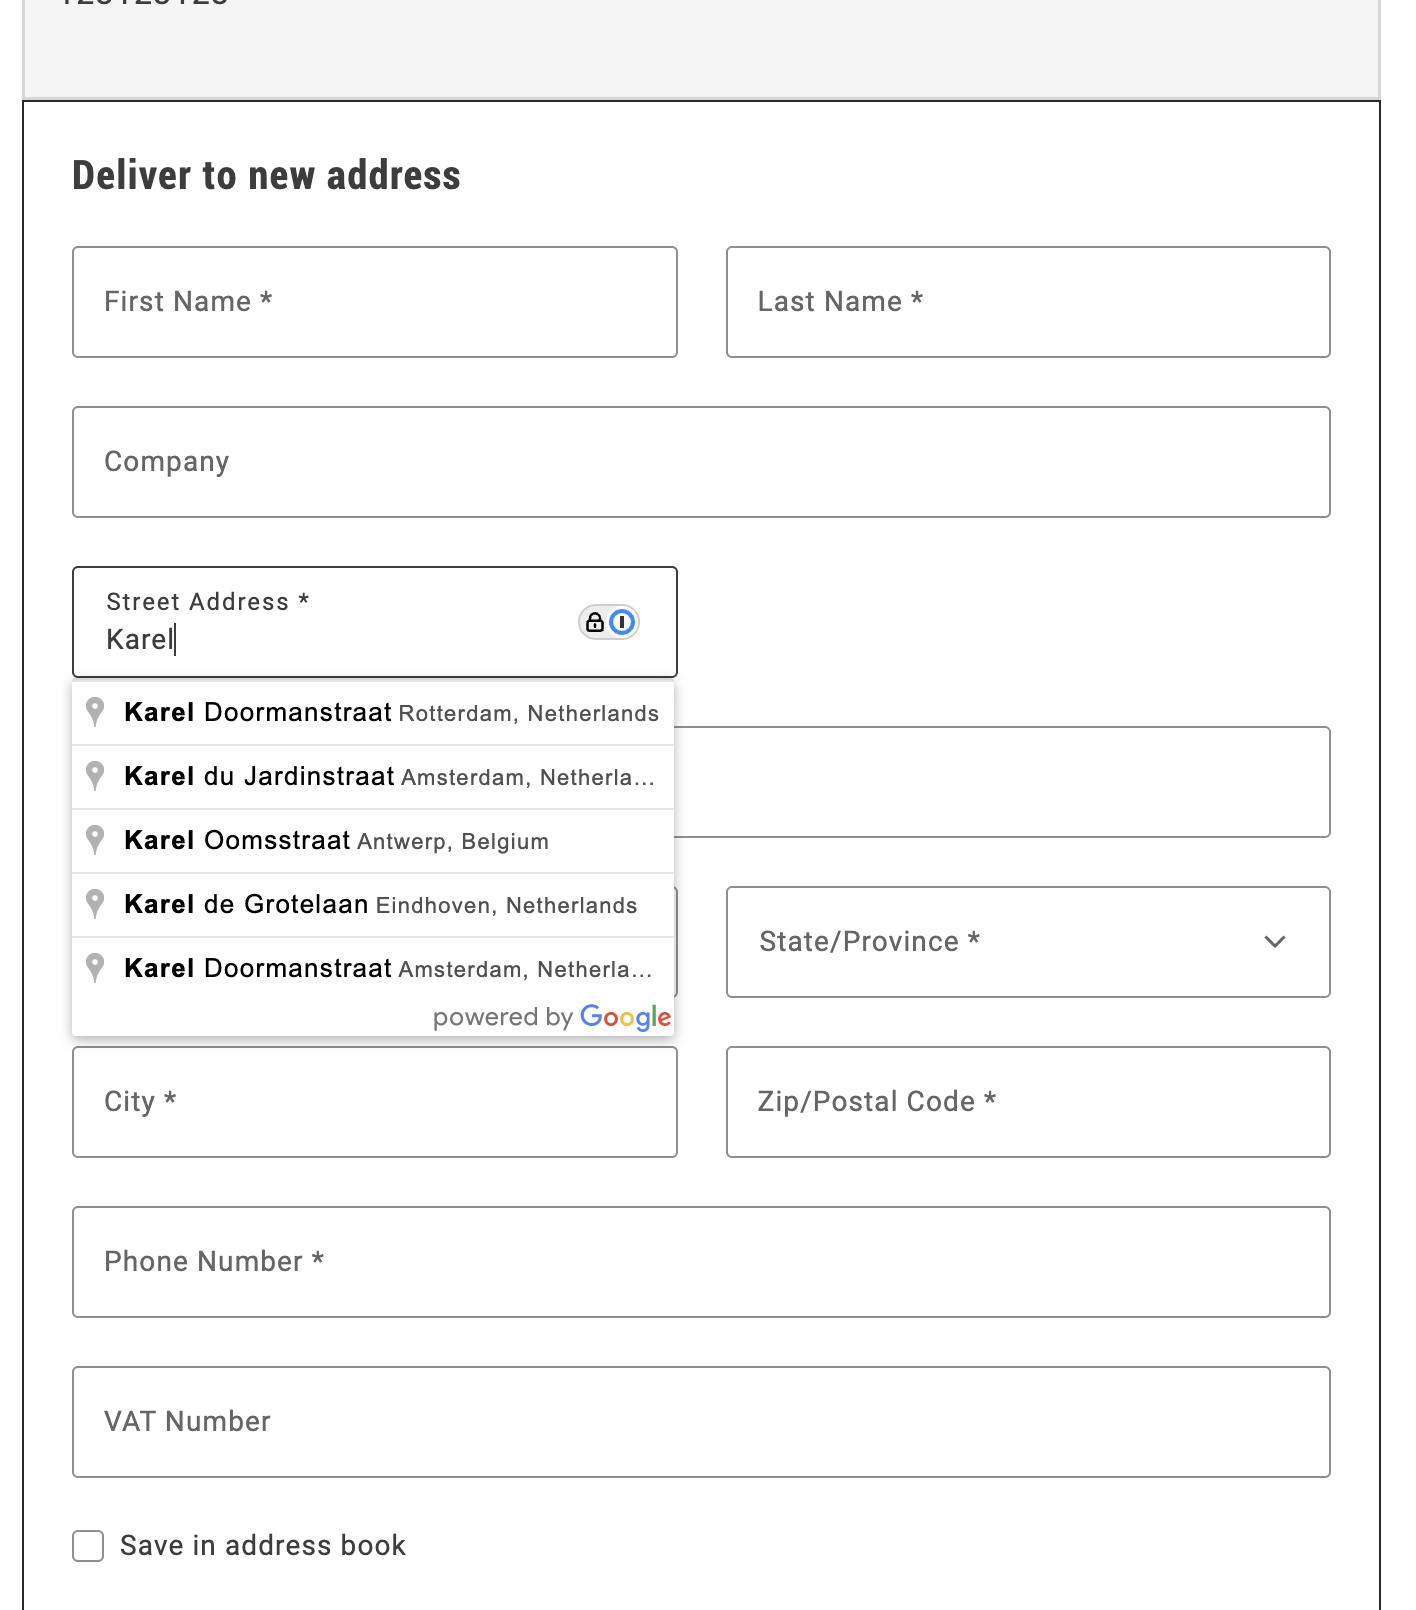 Deliver to new address
First Name *
Last Name *
Company
Street Address *
Karel
Karel Doormanstraat Rotterdam, Netherlands
Karel du Jardinstraat Amsterdam, Netherla...
Karel Oomsstraat Antwerp, Belgium
Karel de Grotelaan Eindhoven, Netherlands
Karel Doormanstraat Amsterdam, Netherla...
powered by Google
State/Province *
City *
Zip/Postal Code *
Phone Number *
VAT Number
Save in address book